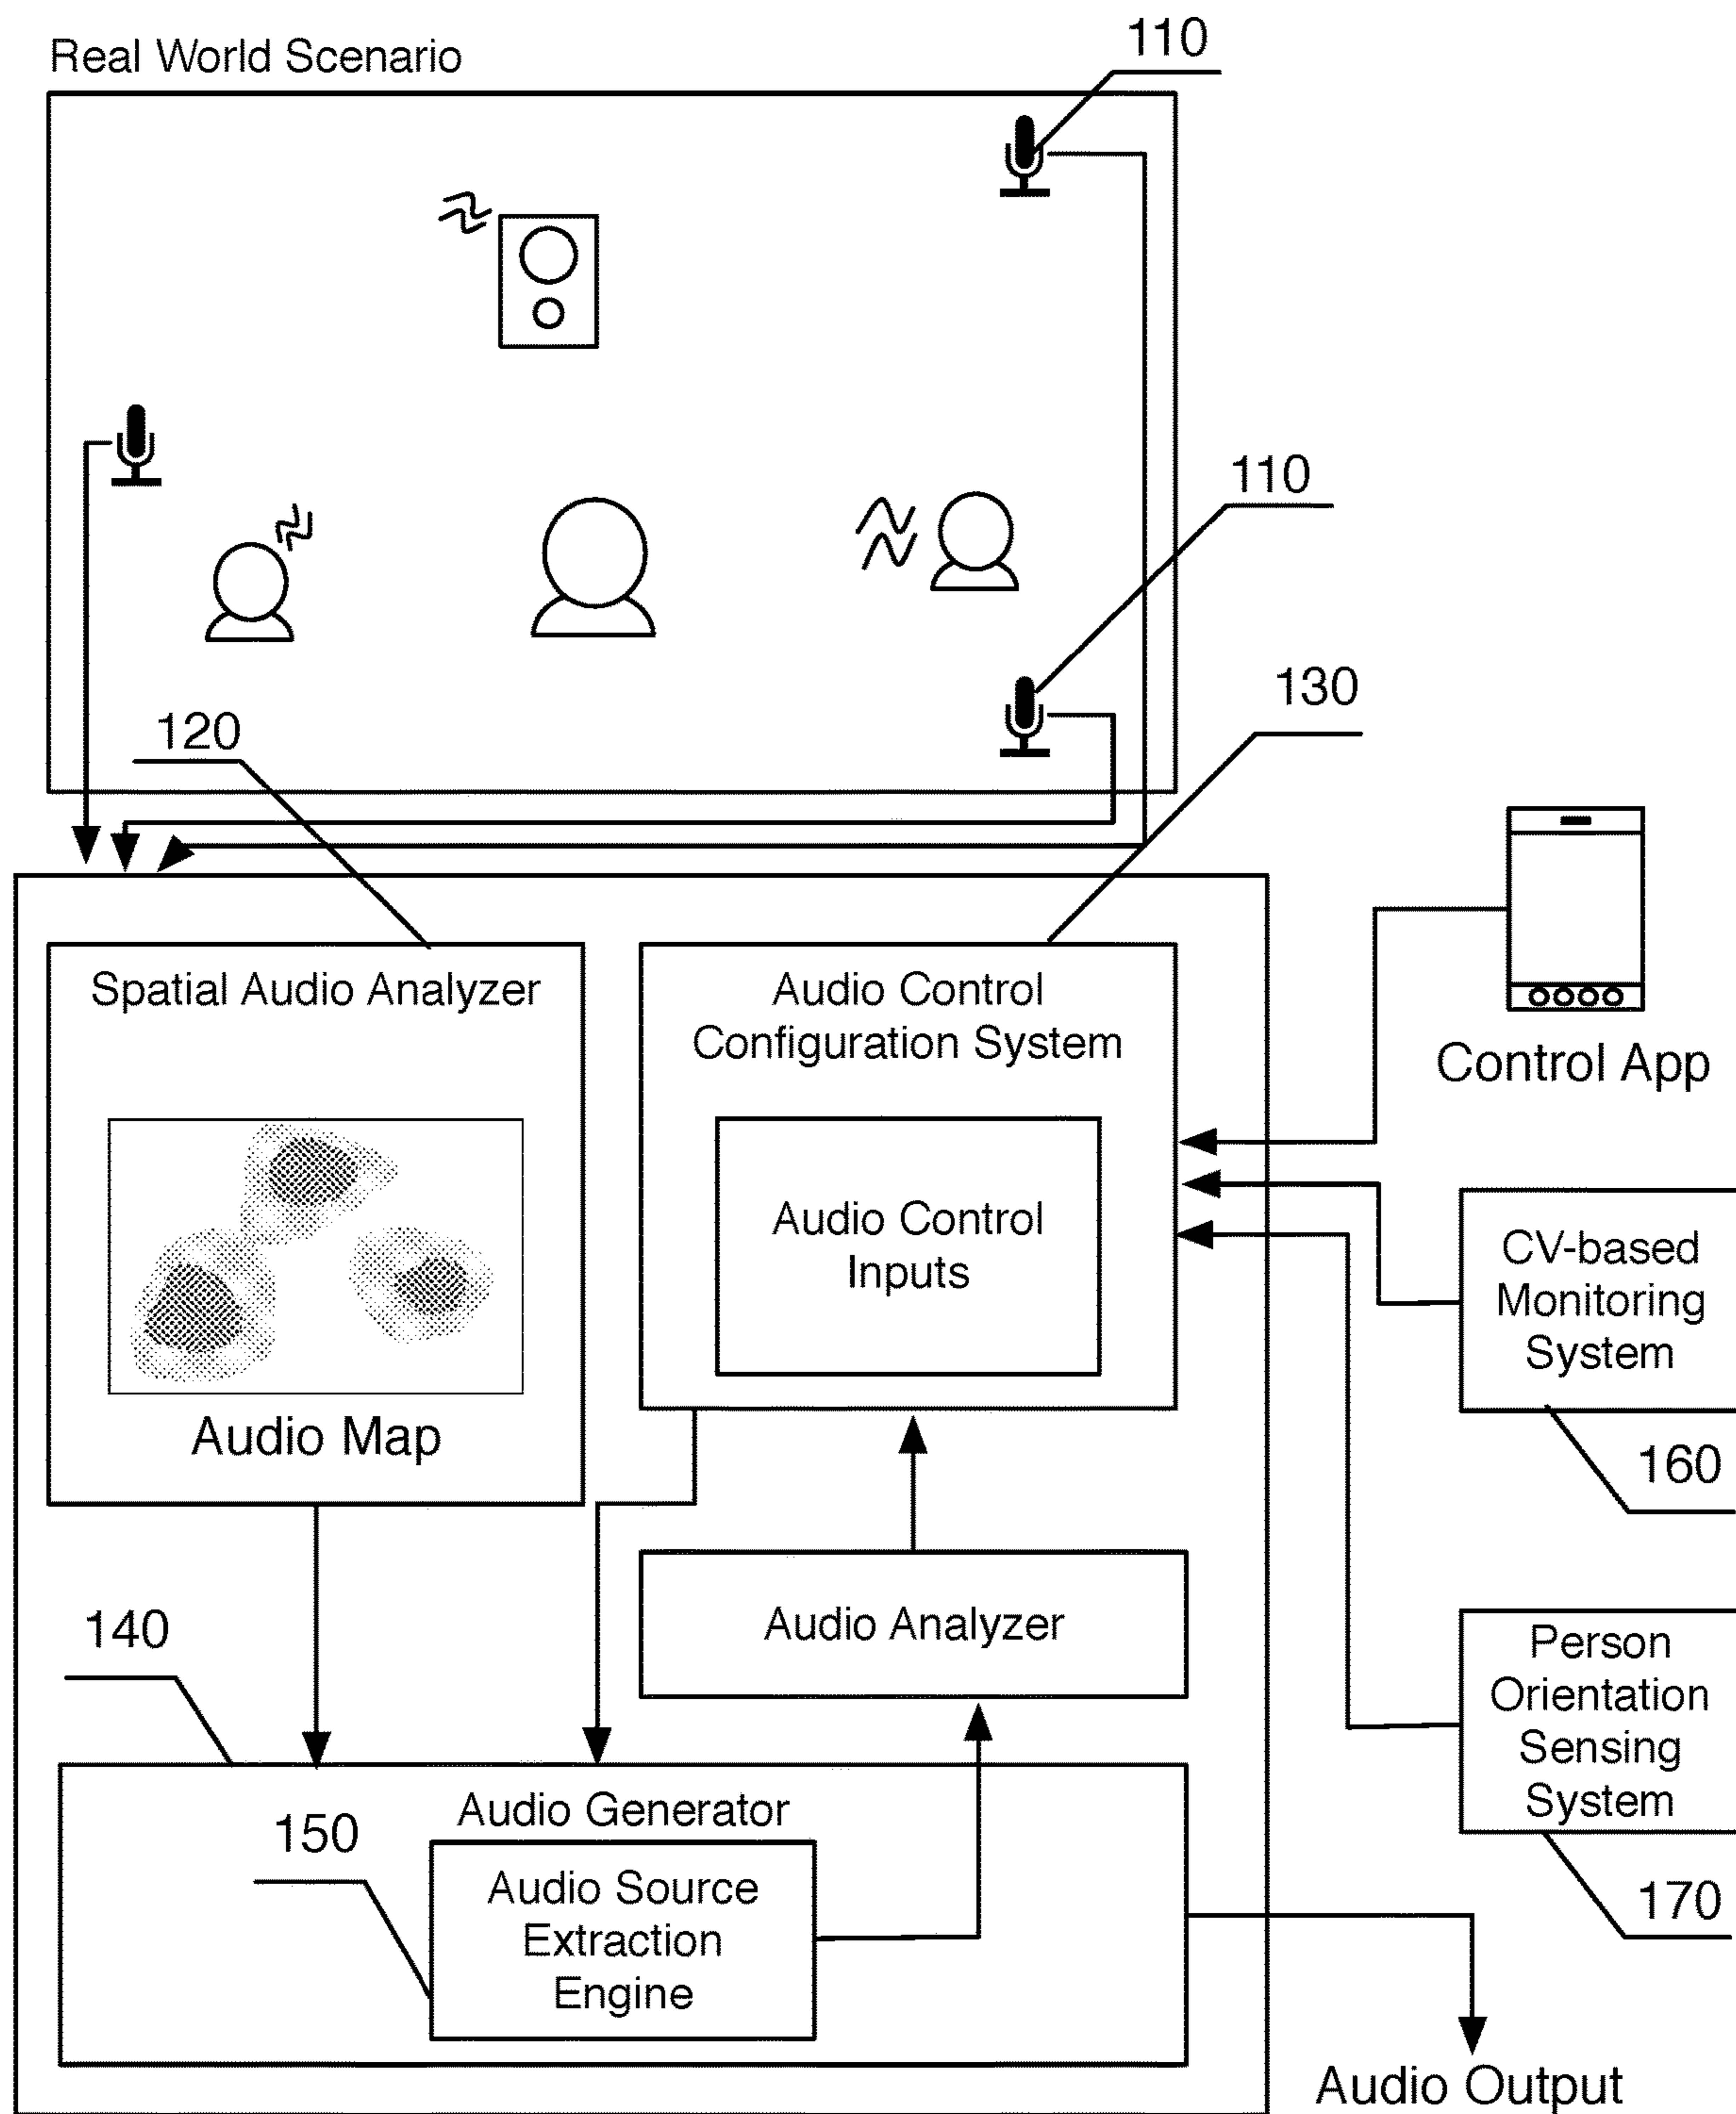 Real World Scenario
110
110
120
130
Spatial Audio Analyzer
Audio Map
Audio Control
Configuration System
Audio Control
Inputs
Control App
CV-based
Monitoring
System
160
Audio Analyzer
Person
Orientation
Sensing
System
170
140
Audio Generator
150
Audio Source
Extraction
Engine
Audio Output